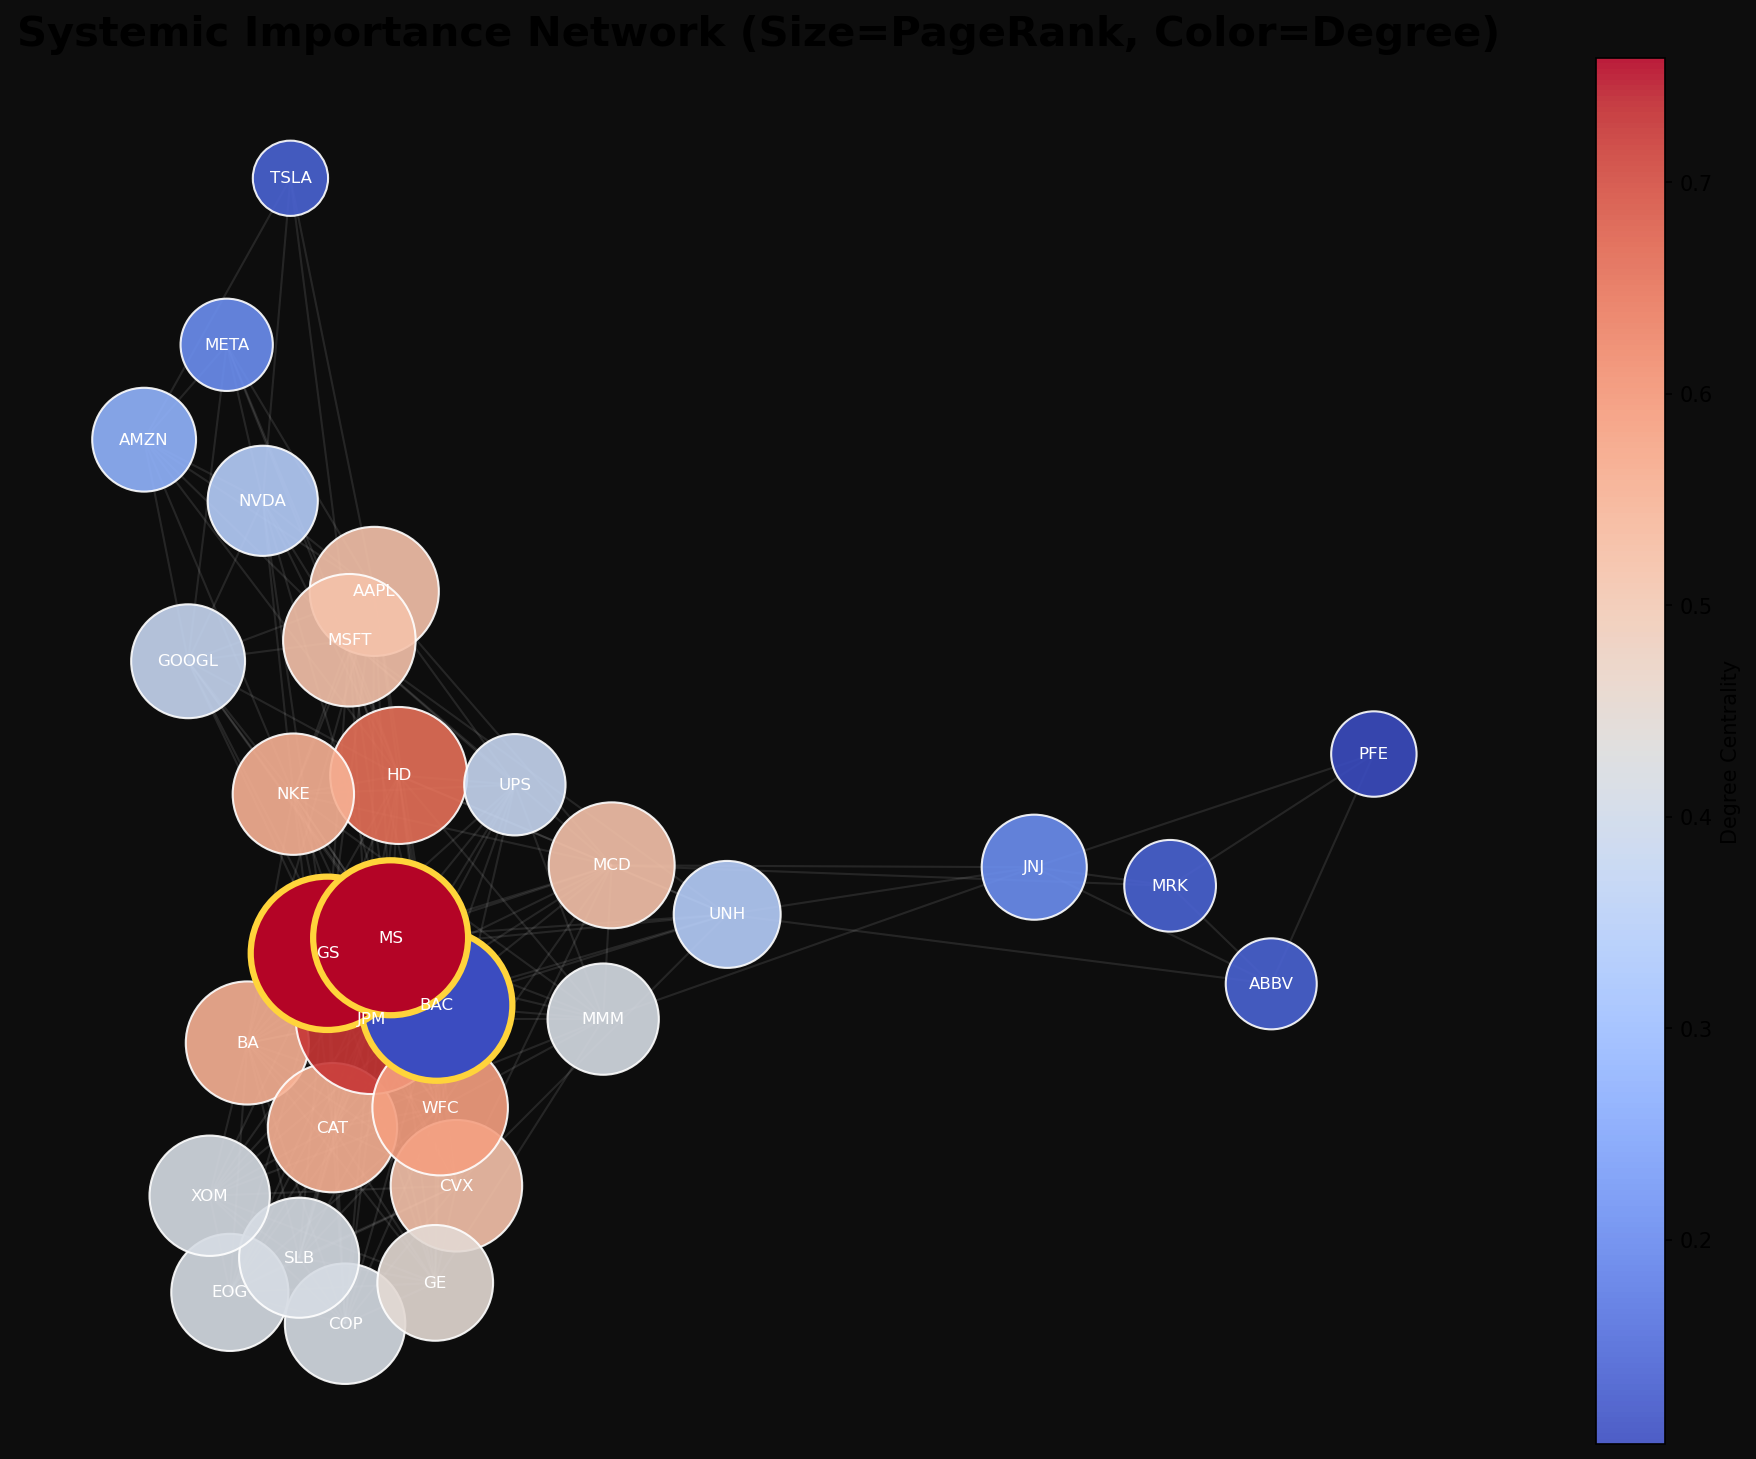 Systemic Importance Network (Size=PageRank, Color=Degree)
TSLA
META
AMZN
NVDA
AAPL
MSFT
GOOGL
HD
UPS
NKE
MCD
UNH
MS
GS
BAC
JPM
MMM
BA
WFC
CAT
CVX
XOM
SLB
GE
EOG
COP
PFE
JNJ
MRK
ABBV
0.7
0.6
0.5
0.4
0.3
0.2
Degree Centrality